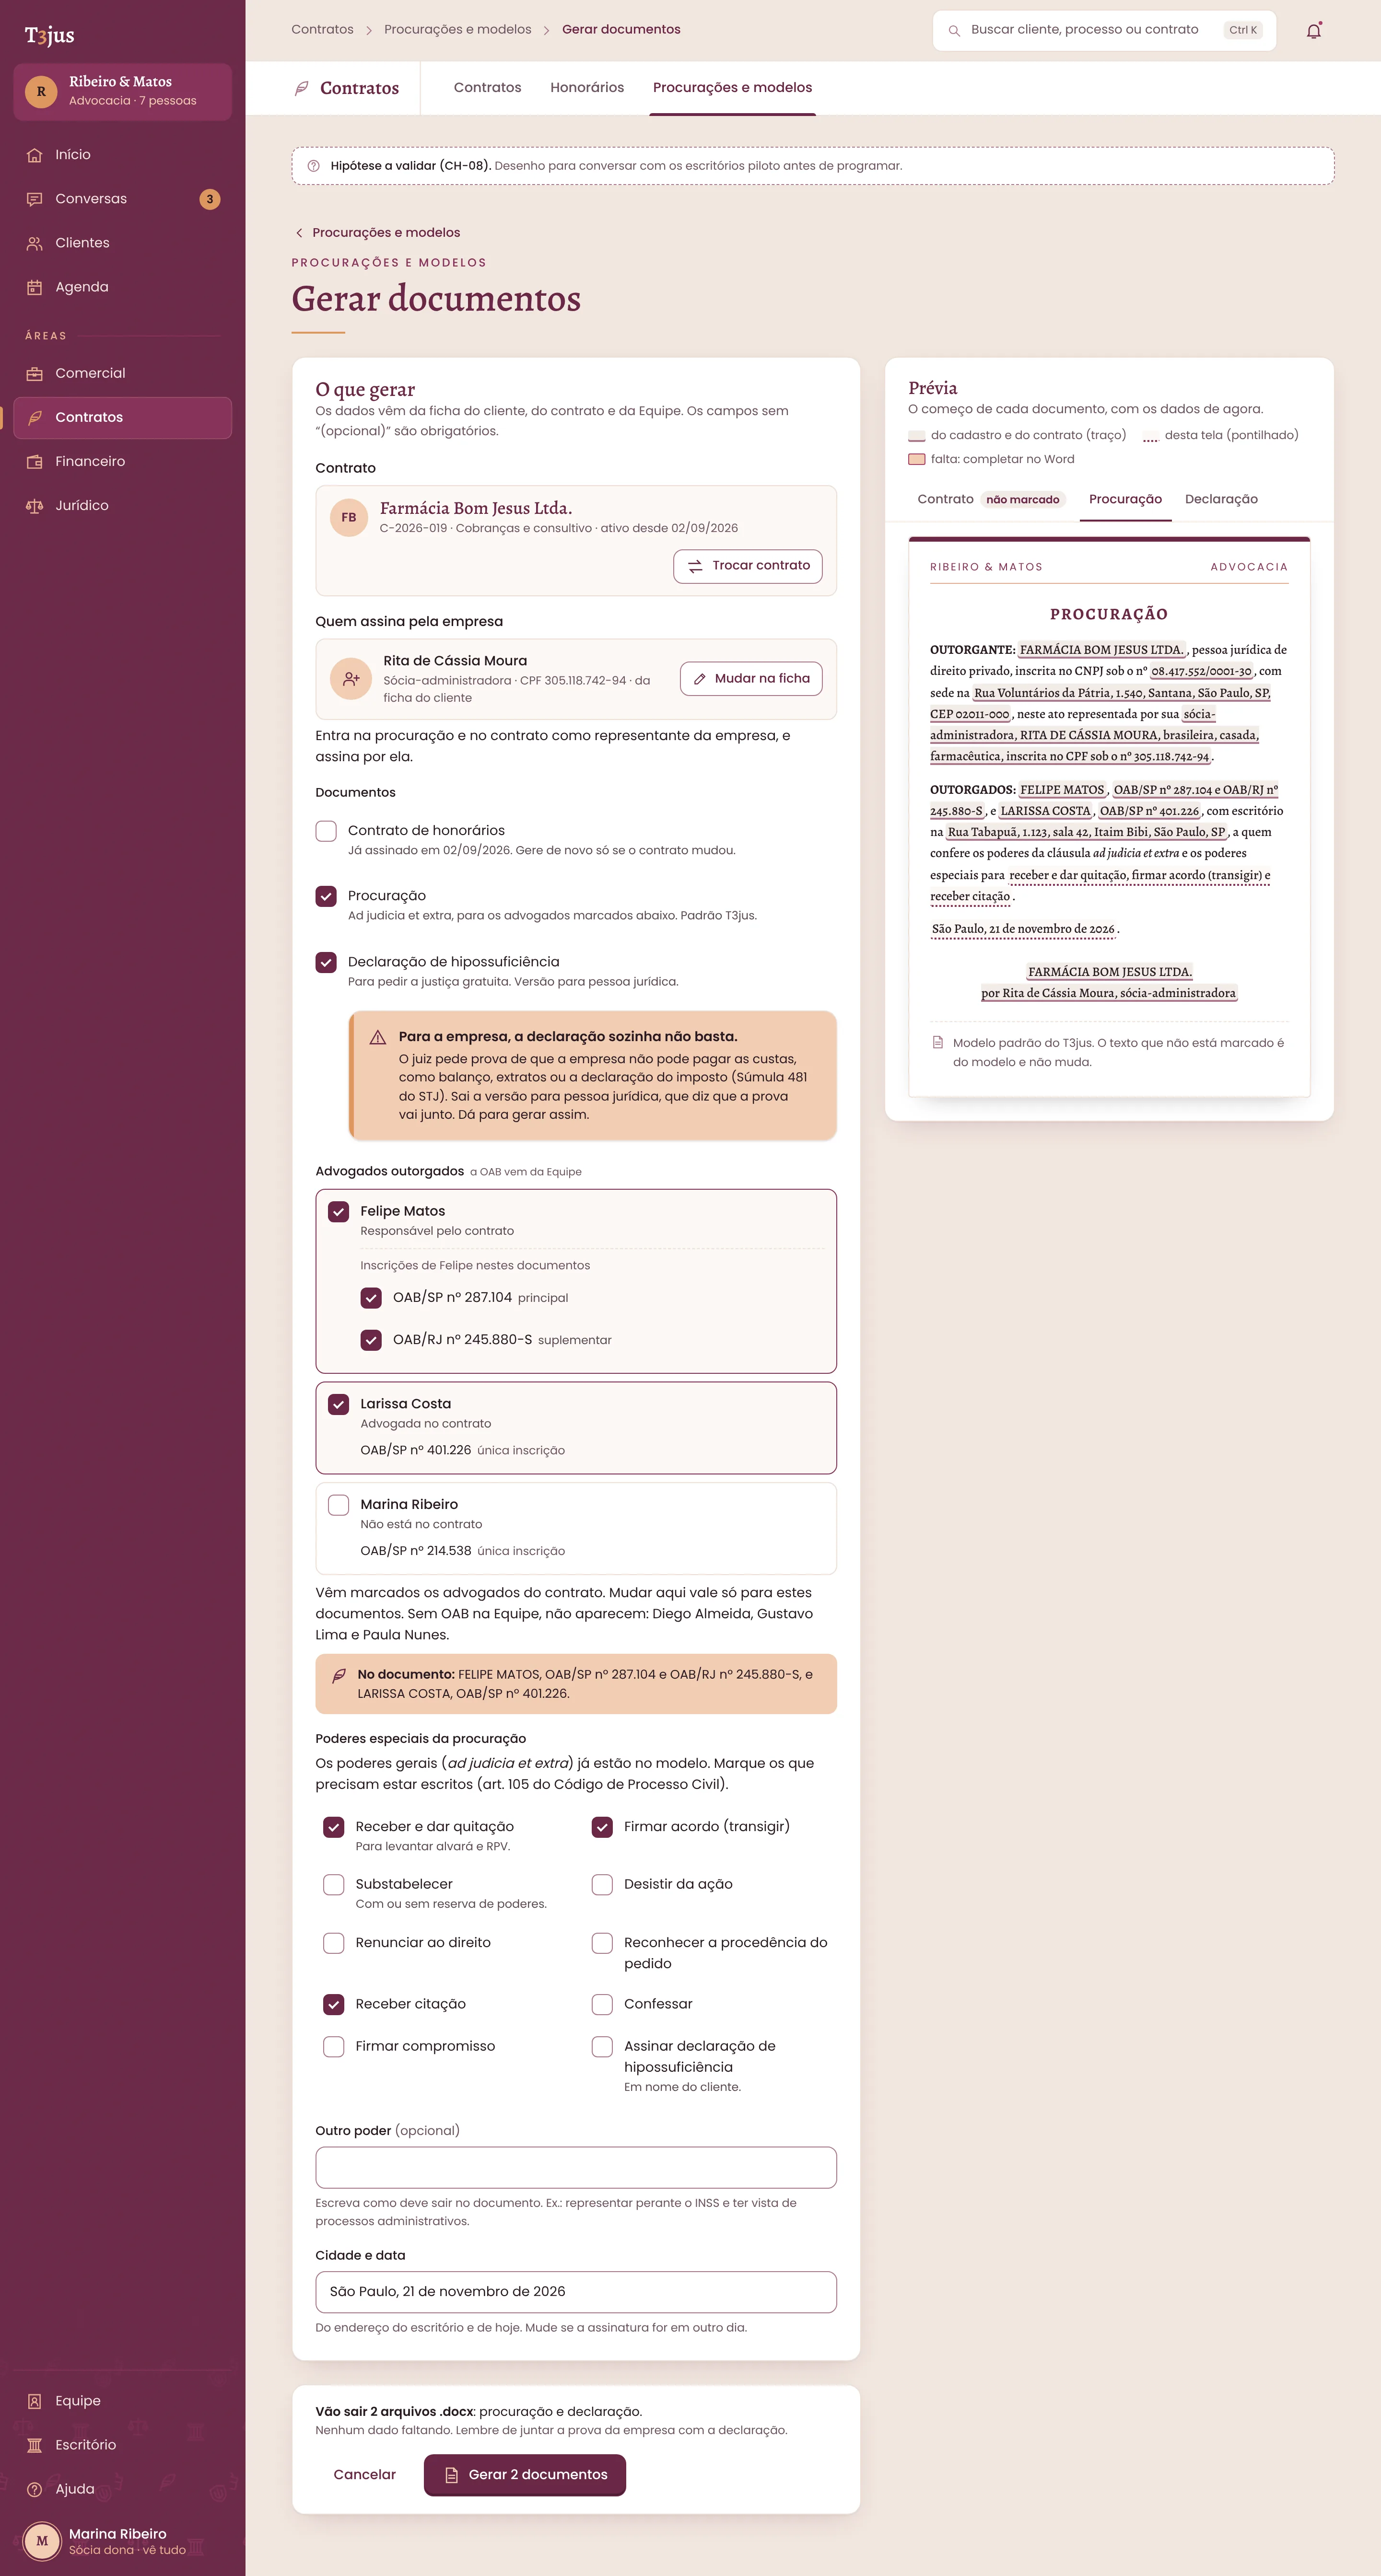 T3jus
R
Ribeiro & Matos
Advocacia · 7 pessoas
Início
Conversas
3
Clientes
Agenda
ÁREAS
Comercial
Contratos
Financeiro
Jurídico
Equipe
Escritório
Ajuda
M
Marina Ribeiro
Sócia dona · vê tudo
Contratos
Procurações e modelos
Gerar documentos
Buscar cliente, processo ou contrato
Ctrl K
Contratos
Contratos
Honorários
Procurações e modelos
Hipótese a validar (CH-08). Desenho para conversar com os escritórios piloto antes de programar.
Procurações e modelos
PROCURAÇÕES E MODELOS
Gerar documentos
O que gerar
Os dados vêm da ficha do cliente, do contrato e da Equipe. Os campos sem
“(opcional)” são obrigatórios.
Contrato
FB
Farmácia Bom Jesus Ltda.
C-2026-019 · Cobranças e consultivo · ativo desde 02/09/2026
Trocar contrato
Quem assina pela empresa
Rita de Cássia Moura
Sócia-administradora · CPF 305.118.742-94 · da
ficha do cliente
Mudar na ficha
Entra na procuração e no contrato como representante da empresa, e
assina por ela.
Documentos
Contrato de honorários
Já assinado em 02/09/2026. Gere de novo só se o contrato mudou.
Procuração
Ad judicia et extra, para os advogados marcados abaixo. Padrão T3jus.
Declaração de hipossuficiência
Para pedir a justiça gratuita. Versão para pessoa jurídica.
Para a empresa, a declaração sozinha não basta.
O juiz pede prova de que a empresa não pode pagar as custas,
como balanço, extratos ou a declaração do imposto (Súmula 481
do STJ). Sai a versão para pessoa jurídica, que diz que a prova
vai junto. Dá para gerar assim.
Advogados outorgados a OAB vem da Equipe
Felipe Matos
Responsável pelo contrato
Inscrições de Felipe nestes documentos
OAB/SP nº 287.104 principal
OAB/RJ nº 245.880-S suplementar
Larissa Costa
Advogada no contrato
OAB/SP nº 401.226 única inscrição
Marina Ribeiro
Não está no contrato
OAB/SP nº 214.538 única inscrição
Vêm marcados os advogados do contrato. Mudar aqui vale só para estes
documentos. Sem OAB na Equipe, não aparecem: Diego Almeida, Gustavo
Lima e Paula Nunes.
No documento: FELIPE MATOS, OAB/SP nº 287.104 e OAB/RJ nº 245.880-S, e
LARISSA COSTA, OAB/SP nº 401.226.
Poderes especiais da procuração
Os poderes gerais (ad judicia et extra) já estão no modelo. Marque os que
precisam estar escritos (art. 105 do Código de Processo Civil).
Receber e dar quitação
Para levantar alvará e RPV.
Firmar acordo (transigir)
Substabelecer
Com ou sem reserva de poderes.
Desistir da ação
Renunciar ao direito
Reconhecer a procedência do
pedido
Receber citação
Confessar
Firmar compromisso
Assinar declaração de
hipossuficiência
Em nome do cliente.
Outro poder (opcional)
Escreva como deve sair no documento. Ex.: representar perante o INSS e ter vista de
processos administrativos.
Cidade e data
São Paulo, 21 de novembro de 2026
Do endereço do escritório e de hoje. Mude se a assinatura for em outro dia.
Vão sair 2 arquivos .docx: procuração e declaração.
Nenhum dado faltando. Lembre de juntar a prova da empresa com a declaração.
Cancelar
Gerar 2 documentos
Prévia
O começo de cada documento, com os dados de agora.
do cadastro e do contrato (traço)
desta tela (pontilhado)
falta: completar no Word
Contrato não marcado
Procuração
Declaração
RIBEIRO & MATOS
ADVOCACIA
PROCURAÇÃO
OUTORGANTE: FARMÁCIA BOM JESUS LTDA., pessoa jurídica de
direito privado, inscrita no CNPJ sob o nº 08.417.552/0001-30, com
sede na Rua Voluntários da Pátria, 1.540, Santana, São Paulo, SP,
CEP 02011-000, neste ato representada por sua sócia-
administradora, RITA DE CÁSSIA MOURA, brasileira, casada,
farmacêutica, inscrita no CPF sob o nº 305.118.742-94.
OUTORGADOS: FELIPE MATOS, OAB/SP nº 287.104 e OAB/RJ nº
245.880-S, e LARISSA COSTA, OAB/SP nº 401.226, com escritório
na Rua Tabapuã, 1.123, sala 42, Itaim Bibi, São Paulo, SP, a quem
confere os poderes da cláusula ad judicia et extra e os poderes
especiais para receber e dar quitação, firmar acordo (transigir) e
receber citação.
São Paulo, 21 de novembro de 2026.
FARMÁCIA BOM JESUS LTDA.
por Rita de Cássia Moura, sócia-administradora
Modelo padrão do T3jus. O texto que não está marcado é
do modelo e não muda.